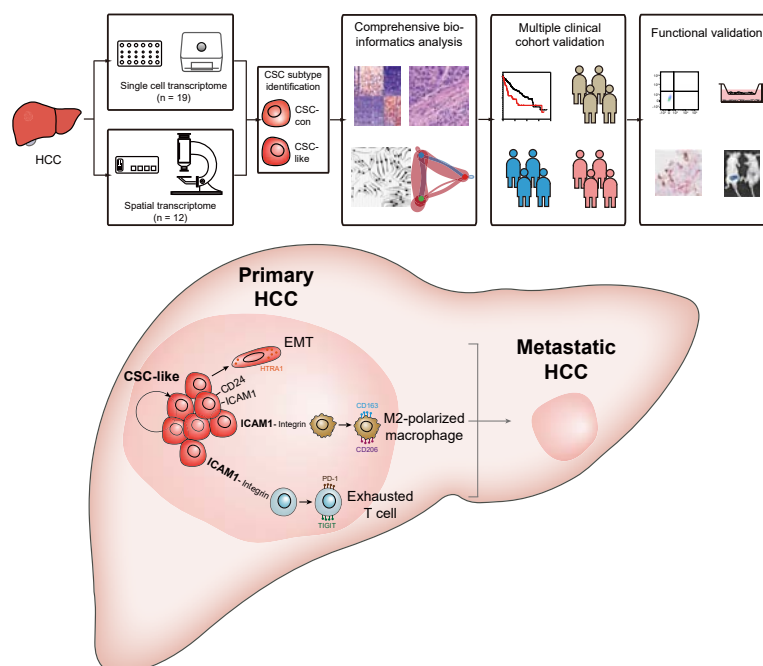 HCC
Single cell transcriptome
(n = 19)
Spatial transcriptome
(n = 12)
CSC subtype
identification
CSC-
con
CSC-
like
Comprehensive bio-
informatics analysis
Multiple clinical
cohort validation
Functional validation
Primary
HCC
EMT
HTRA1
CSC-like
CD24
ICAM1
ICAM1- Integrin
CD163
M2-polarized
macrophage
CD206
ICAM1- Integrin
PD-1
Exhausted
T cell
TIGIT
Metastatic
HCC